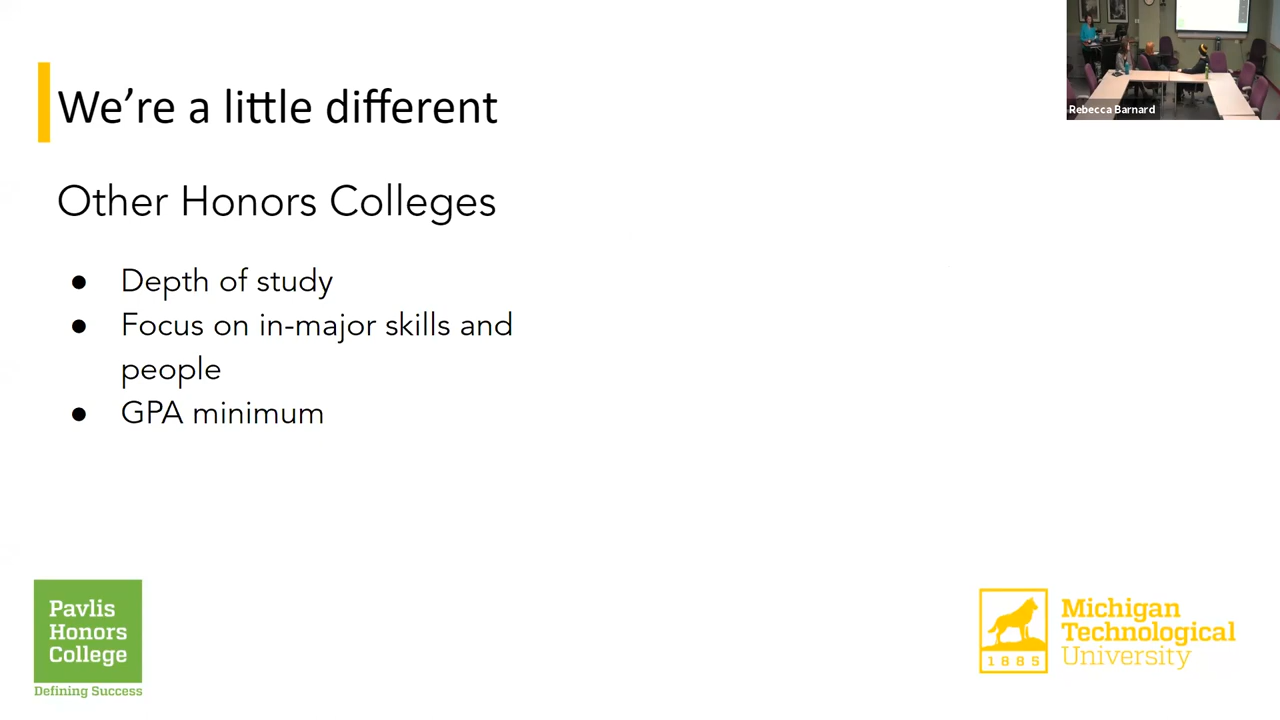 We're a little different
Rebecca Barnard
Other Honors Colleges
● Depth of study
● Focus on in-major skills and
people
● GPA minimum
Pavlis
Honors
College
Defining Success
1885
Michigan
Technological
University